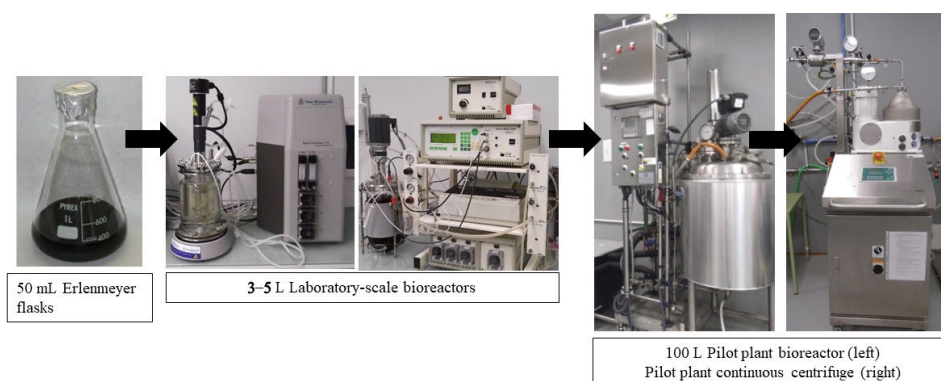 PYREX
1L
800
600
400
50 mL Erlenmeyer
flasks
3–5 L Laboratory-scale bioreactors
100 L Pilot plant bioreactor (left)
Pilot plant continuous centrifuge (right)